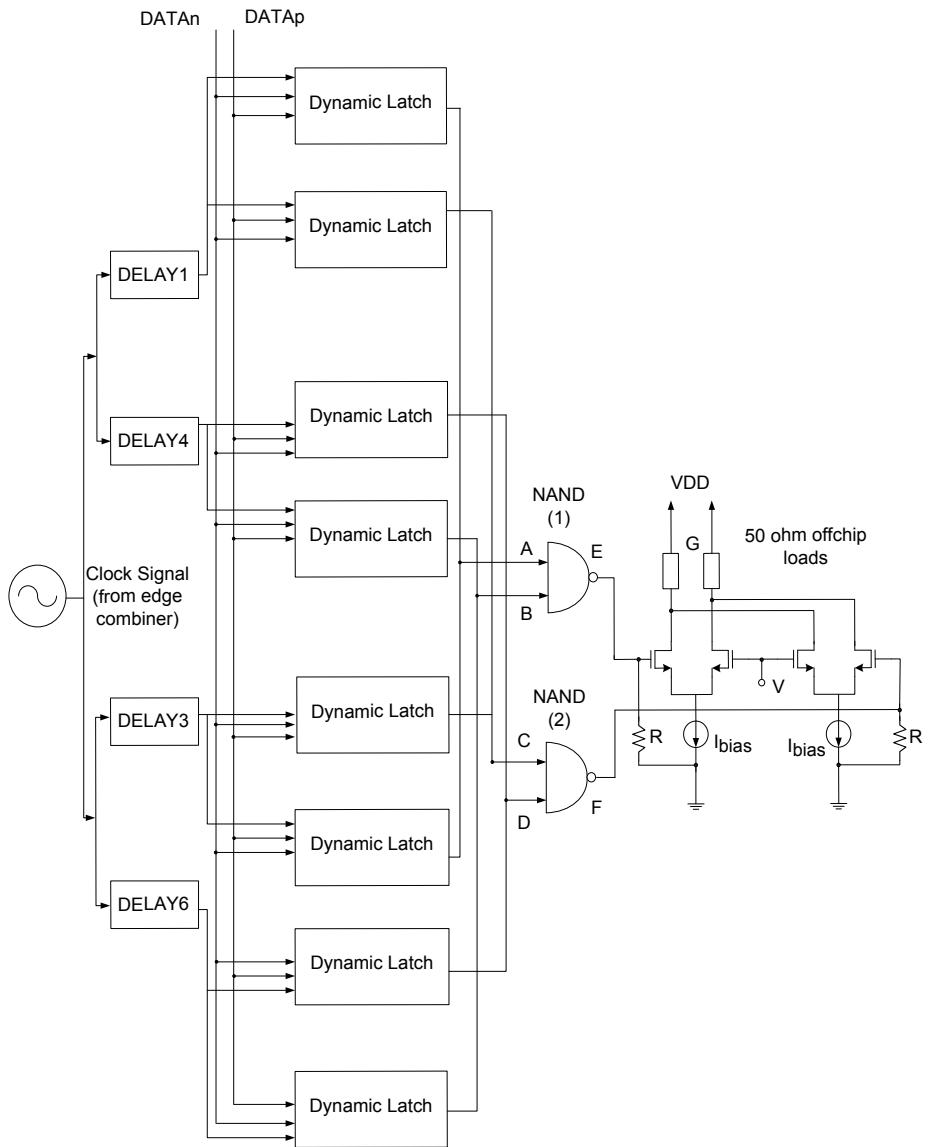 DATAn
DATAp
Dynamic Latch
Dynamic Latch
DELAY1
Dynamic Latch
DELAY4
Dynamic Latch
NAND
(1)
A
E
B
VDD
G
50 ohm offchip
loads
Clock Signal
(from edge
combiner)
V
Dynamic Latch
DELAY3
NAND
(2)
C
D
F
R
Ibias
Ibias
R
Dynamic Latch
DELAY6
Dynamic Latch
Dynamic Latch